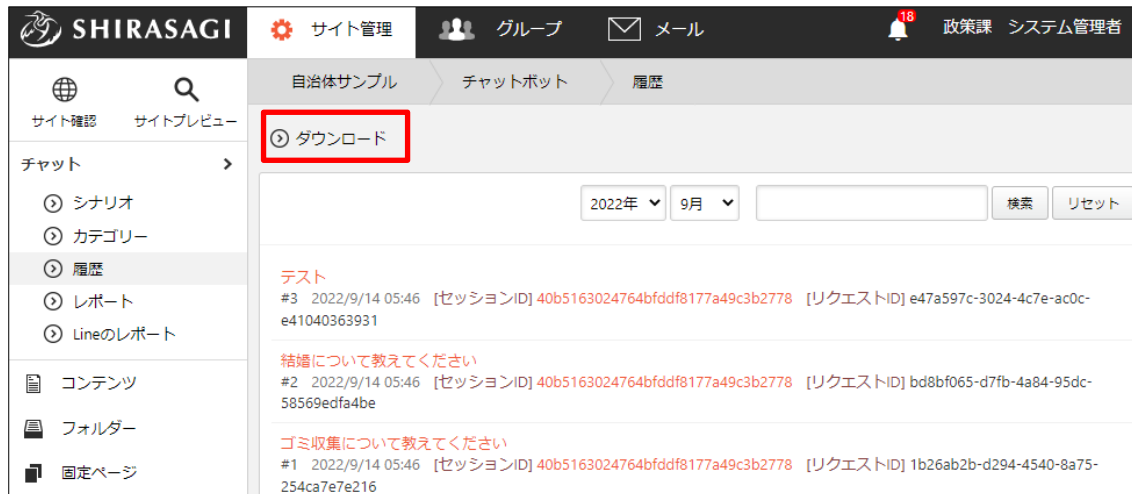 SHIRASAGI
サイト管理
グループ
メール
18
政策課 システム管理者
サイト確認
サイトプレビュー
自治体サンプル
チャットボット
履歴
ダウンロード
チャット
シナリオ
カテゴリー
履歴
レポート
Lineのレポート
コンテンツ
フォルダー
固定ページ
2022年
9月
検索
リセット
テスト
#3 2022/9/14 05:46 [セッションID] 40b5163024764bfddf8177a49c3b2778 [リクエストID] e47a597c-3024-4c7e-ac0c-
e41040363931
結婚について教えてください
#2 2022/9/14 05:46 [セッションID] 40b5163024764bfddf8177a49c3b2778 [リクエストID] bd8bf065-d7fb-4a84-95dc-
58569edfa4be
ゴミ収集について教えてください
#1 2022/9/14 05:46 [セッションID] 40b5163024764bfddf8177a49c3b2778 [リクエストID] 1b26ab2b-d294-4540-8a75-
254ca7e7e216